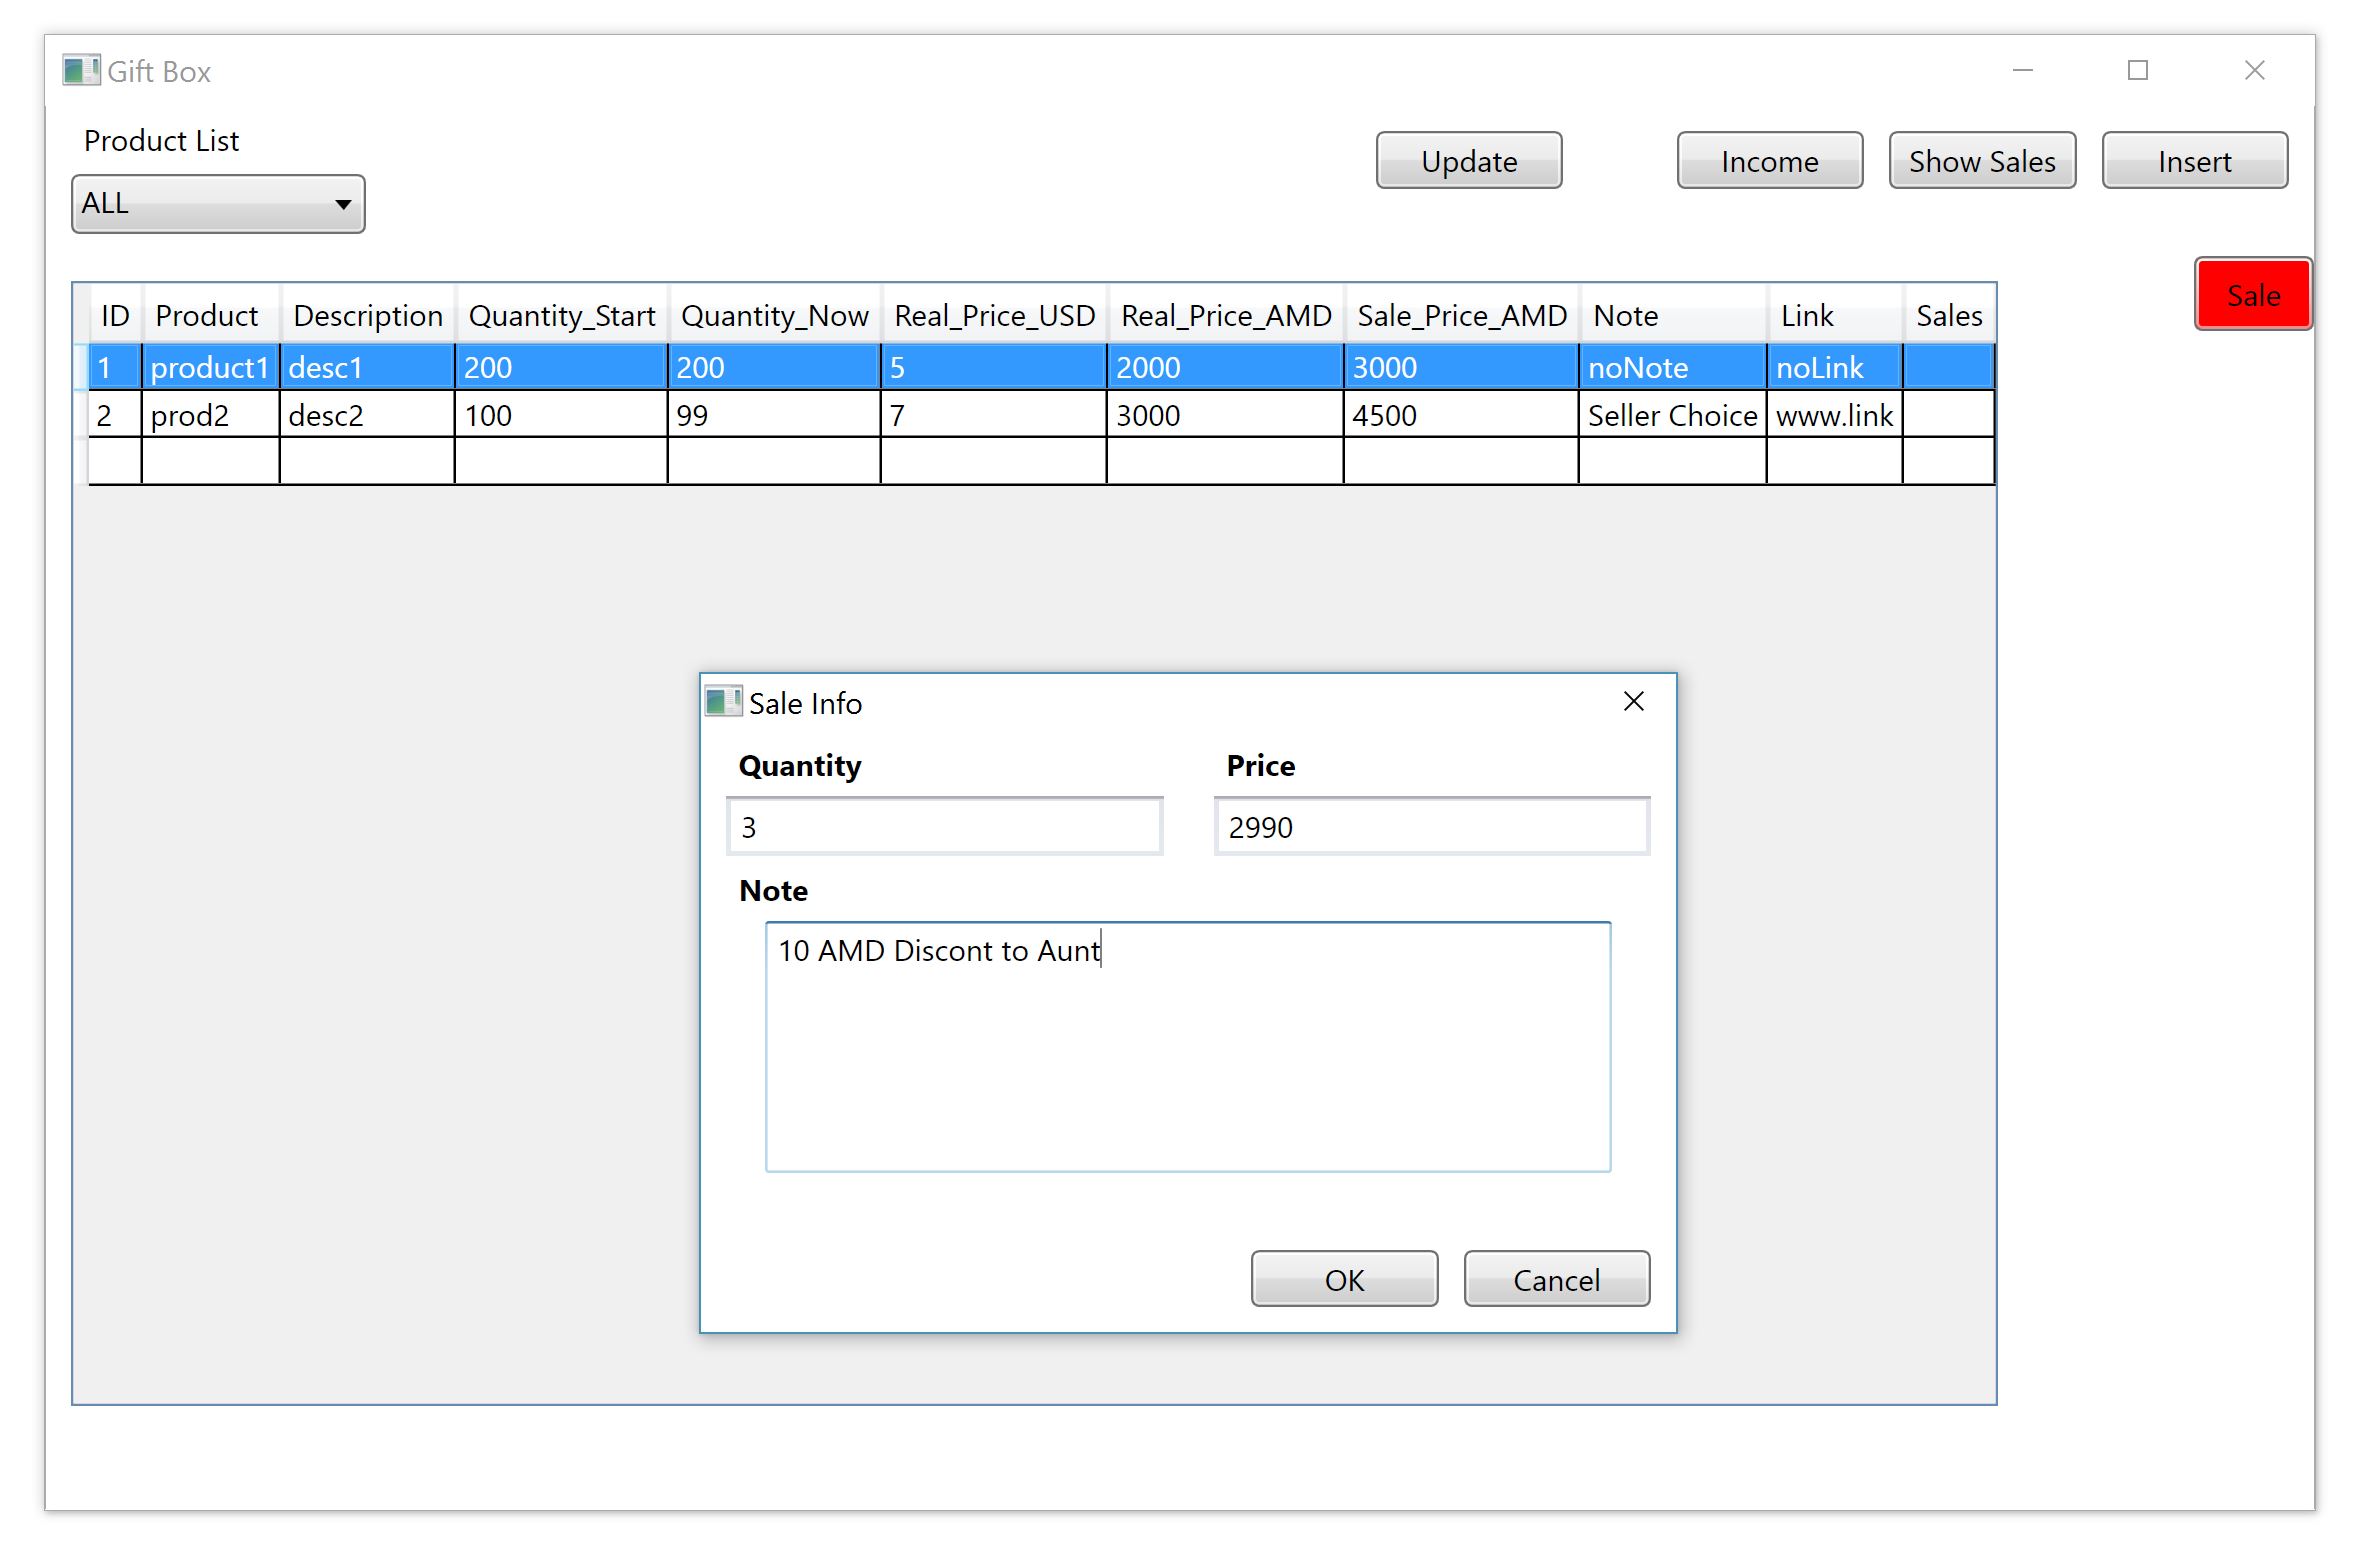 Gift Box
Product List
Update Income Show Sales Insert
ALL
Sale
ID Product Description Quantity_Start Quantity_Now Real_Price_USD Real_Price_AMD Sale_Price_AMD Note Link Sales
1 product1 desc1 200 200 5 2000 3000 noNote noLink
2 prod2 desc2 100 99 7 3000 4500 Seller Choice www.link
Sale Info
Quantity Price
3 2990
Note
10 AMD Discont to Aunt
OK Cancel